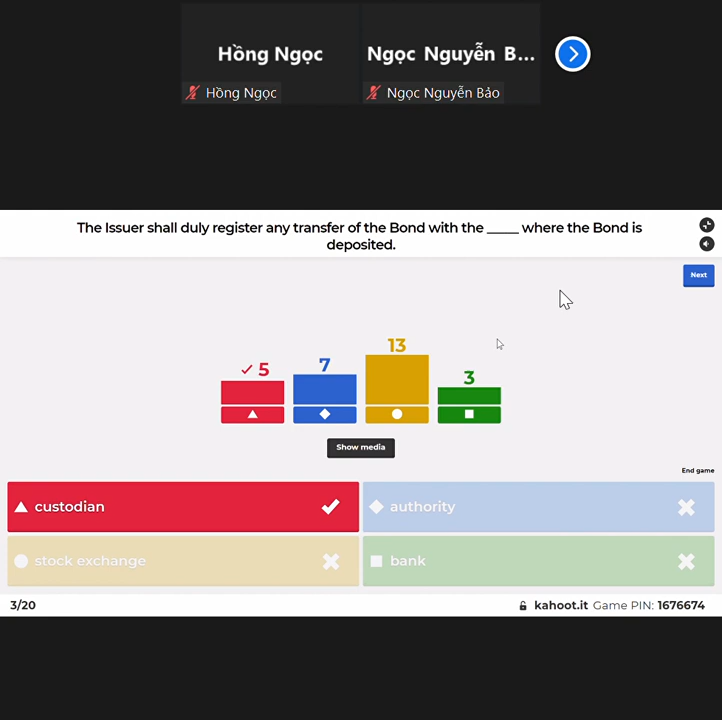 Hồng Ngọc
Ngọc Nguyễn B...
Hồng Ngọc
Ngọc Nguyễn Bảo
The Issuer shall duly register any transfer of the Bond with the _____ where the Bond is
deposited.
Next
5
7
13
3
Show media
End game
custodian
authority
stock exchange
bank
3/20
kahoot.it Game PIN: 1676674